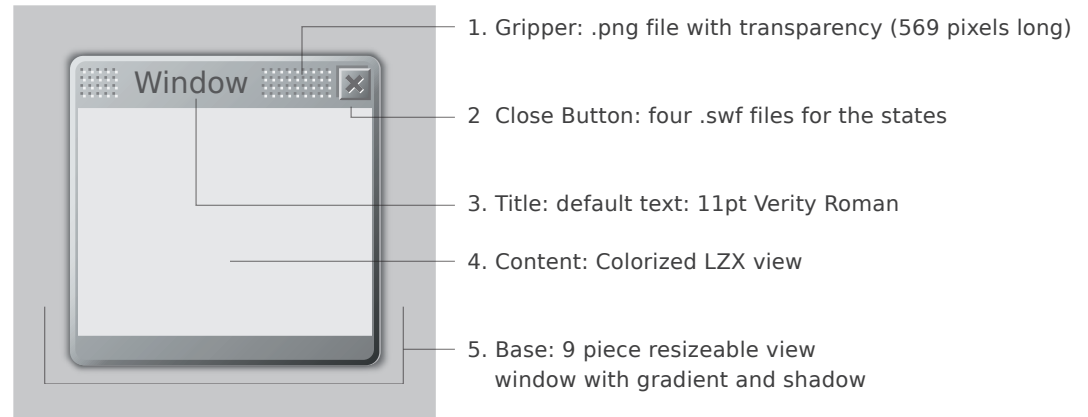 Window
1. Gripper: .png file with transparency (569 pixels long)
2  Close Button: four .swf files for the states
3. Title: default text: 11pt Verity Roman
4. Content: Colorized LZX view
5. Base: 9 piece resizeable view
window with gradient and shadow